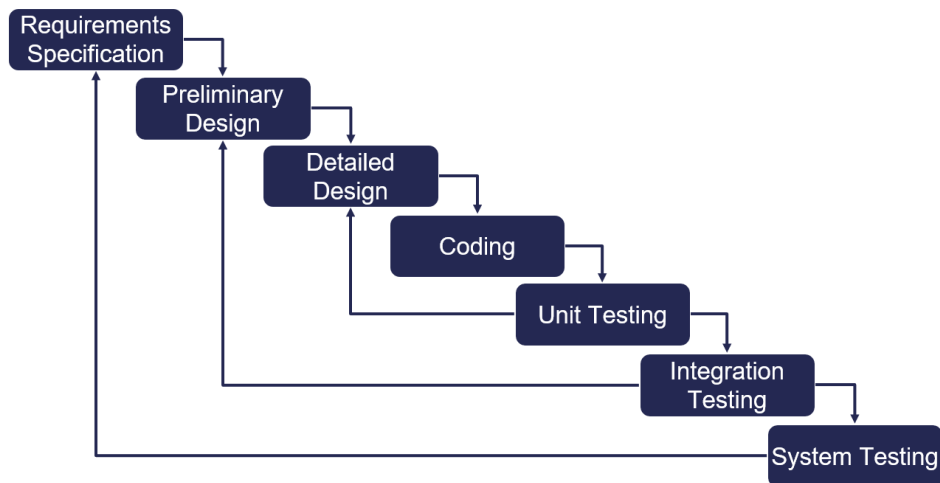 Requirements
Specification
Preliminary
Design
Detailed
Design
Coding
Unit Testing
Integration
Testing
System Testing